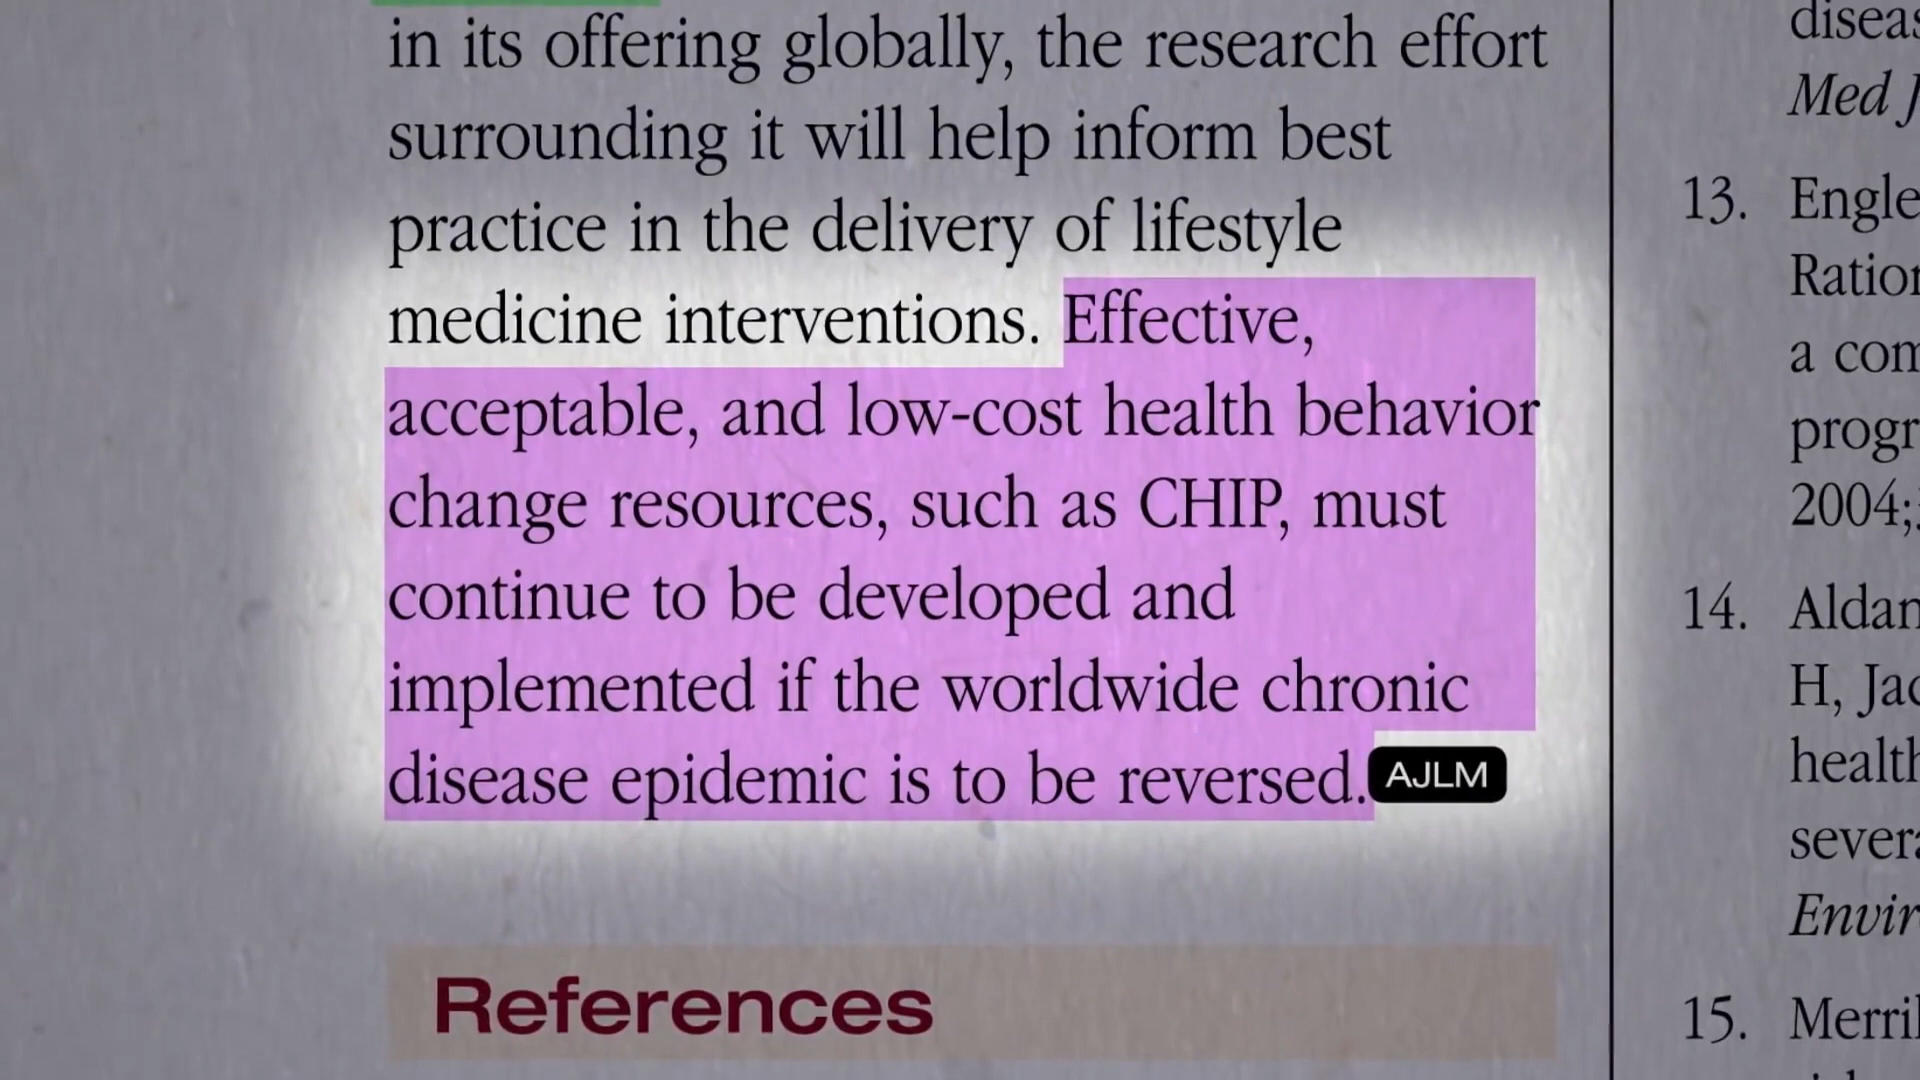 in its offering globally, the research effort
surrounding it will help inform best
practice in the delivery of lifestyle
medicine interventions. Effective,
acceptable, and low-cost health behavior
change resources, such as CHIP, must
continue to be developed and
implemented if the worldwide chronic
disease epidemic is to be reversed. AJLM
References
Med J
13.
a com
2004;
14.
H, Jac
15.